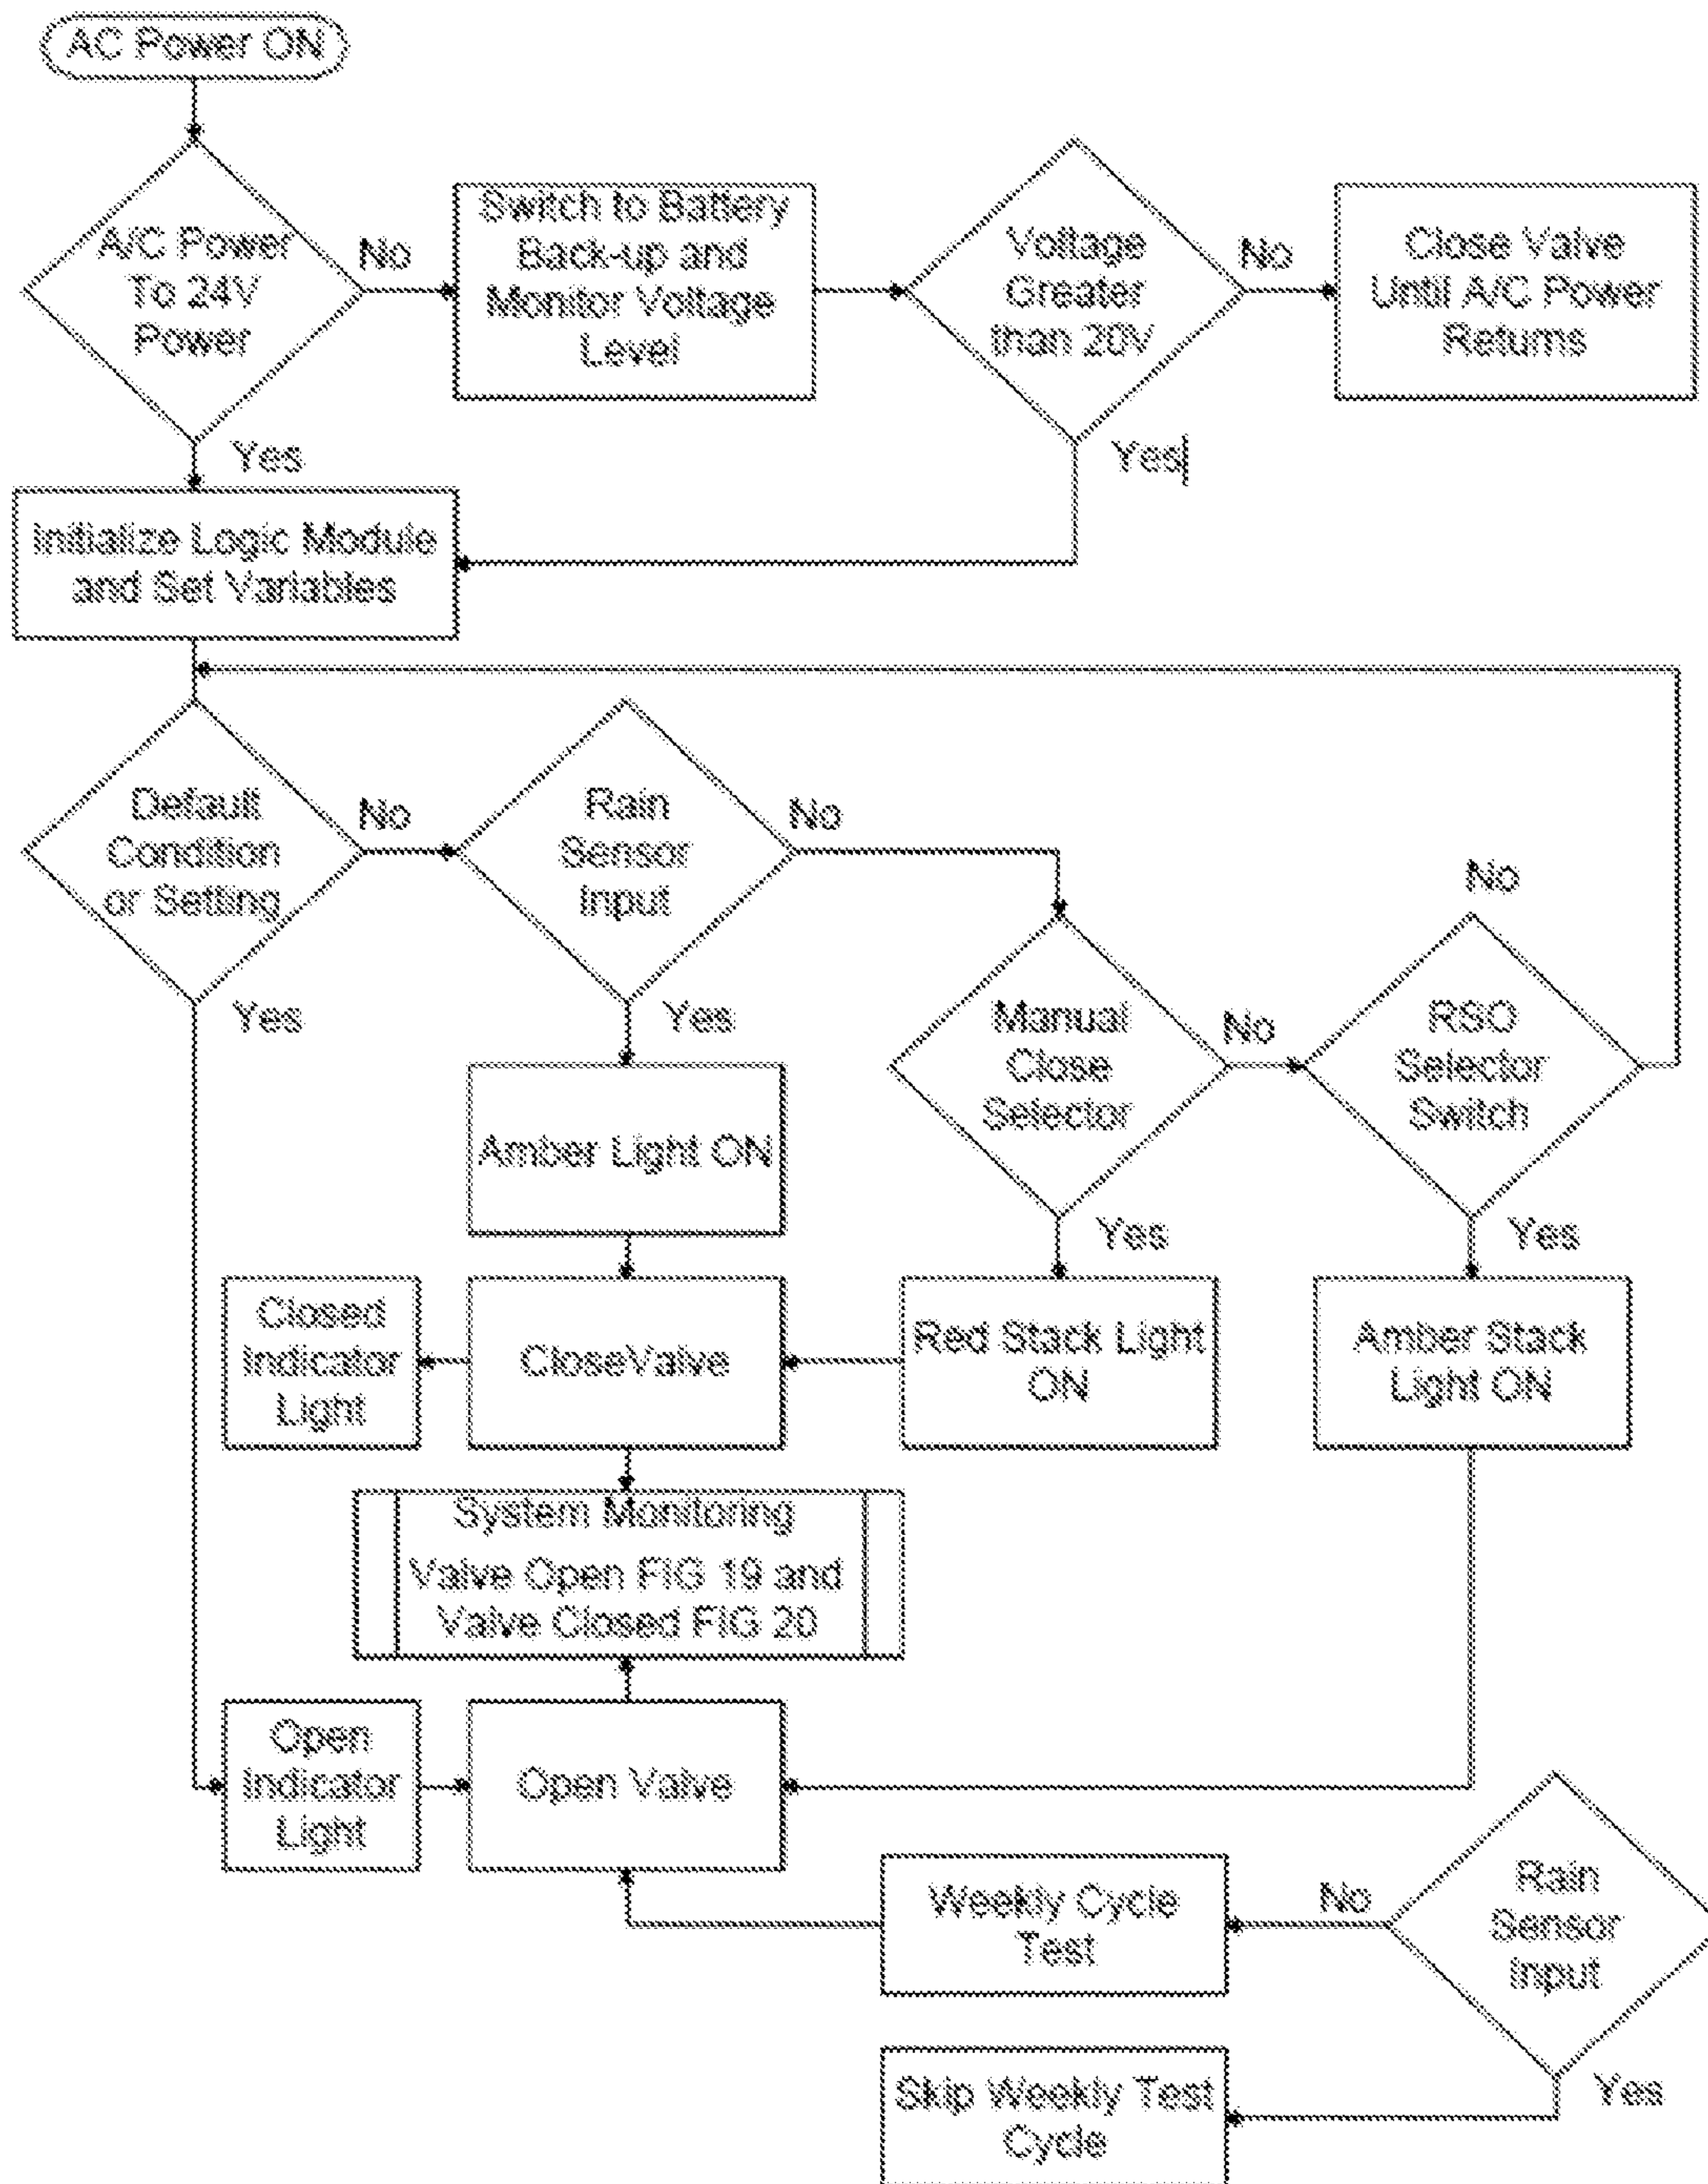 AC Power ON
A/C Power
To 24V
Power
No
Switch to Battery
Back-up and
Monitor Voltage
Level
Voltage
Greater
than 20V
No
Close Valve
Until A/C Power
Returns
Yes
Yes
Initialize Logic Module
and Set Variables
Default
Condition
or Setting
No
Rain
Sensor
Input
No
Yes
Yes
Manual
Close
Selector
No
No
RSO
Selector
Switch
Amber Light ON
Yes
Yes
Closed
Indicator
Light
CloseValve
Red Stack Light
ON
Amber Stack
Light ON
System Monitoring
Valve Open FIG 19 and
Valve Closed FIG 20
Open
Indicator
Light
Open Valve
Weekly Cycle
Test
No
Rain
Sensor
Input
Yes
Skip Weekly Test
Cycle